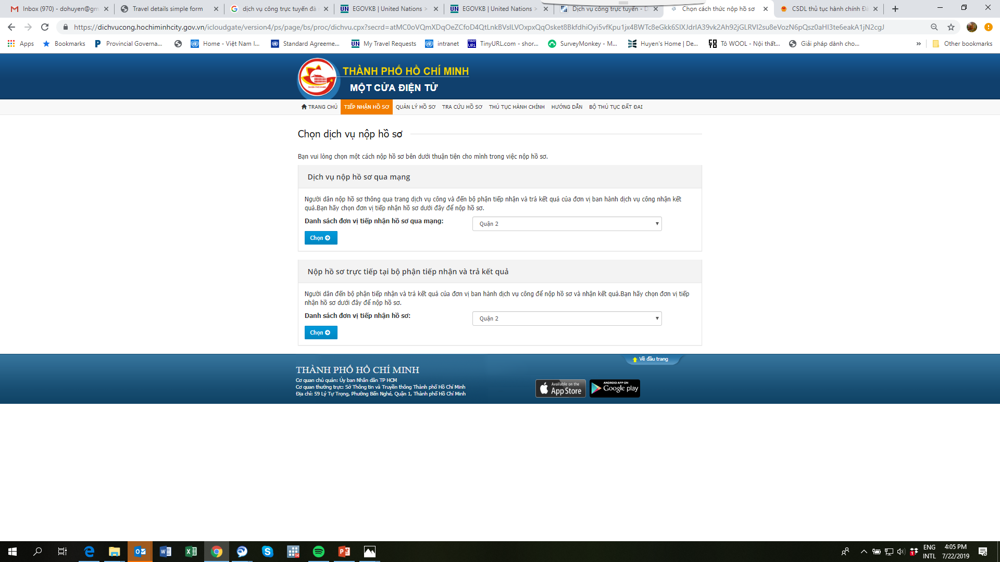 Inbox (970) - dohuyen@gm
Travel details simple form
dịch vụ công trực tuyến đà
EGOVKB | United Nations >
EGOVKB | United Nations >
Dịch vụ công trực tuyến - D
Chọn cách thức nộp hồ sơ
CSDL thủ tục hành chính Đà
https://dichvucong.hochiminhcity.gov.vn/icloudgate/version4/ps/page/bs/proc/dichvu.cpx?secrd=
Apps
Bookmarks
Provincial Governa...
Home - Việt Nam I...
Standard Agreeme...
My Travel Requests
intranet
TinyURL.com - shor...
SurveyMonkey - M...
Huyen's Home | De...
Tô WOOL - Nội thất...
Giải pháp dành cho...
»
Other bookmarks
THÀNH PHỐ HỒ CHÍ MINH
MỘT CỬA ĐIỆN TỬ
TRANG CHỦ TIẾP NHẬN HỒ SƠ QUẢN LÝ HỒ SƠ TRA CỨU HỒ SƠ THỦ TỤC HÀNH CHÍNH HƯỚNG DẪN BỘ THỦ TỤC ĐẤT ĐAI
Chọn dịch vụ nộp hồ sơ
Bạn vui lòng chọn một cách nộp hồ sơ bên dưới thuận tiện cho mình trong việc nộp hồ sơ.
Dịch vụ nộp hồ sơ qua mạng
Người dân nộp hồ sơ thông qua trang dịch vụ công và đến bộ phận tiếp nhận và trả kết quả của đơn vị ban hành dịch vụ công nhận kết
quả.Bạn hãy chọn đơn vị tiếp nhận hồ sơ dưới đây để nộp hồ sơ.
Danh sách đơn vị tiếp nhận hồ sơ qua mạng: Quận 2
Chọn
Nộp hồ sơ trực tiếp tại bộ phận tiếp nhận và trả kết quả
Người dân đến bộ phận tiếp nhận và trả kết quả của đơn vị ban hành dịch vụ công để nộp hồ sơ và nhận kết quả.Bạn hãy chọn đơn vị tiếp
nhận hồ sơ dưới đây để nộp hồ sơ.
Danh sách đơn vị tiếp nhận hồ sơ: Quận 2
Chọn
Về đầu trang
THÀNH PHỐ HỒ CHÍ MINH
Cơ quan chủ quản: Ủy ban Nhân dân TP HCM
Cơ quan thường trực: Sở Thông tin và Truyền thông Thành phố Hồ Chí Minh
Địa chỉ: 59 Lý Tự Trọng, Phường Bến Nghé, Quận 1, Thành phố Hồ Chí Minh
Available on the
App Store
ANDROID APP ON
Google play
ENG
INTL
4:05 PM
7/22/2019